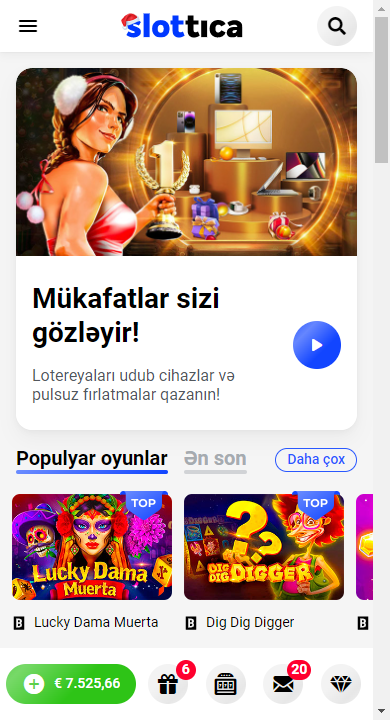 slottica
1
Mükafatlar sizi
gözləyir!
Lotereyaları udub cihazlar və
pulsuz fırlatmalar qazanın!
Populyar oyunlar
Ən son
Daha çox
TOP
LUCKY DAMA
MUERTA
TOP
DIG DIG
DIGGER
B Lucky Dama Muerta
B Dig Dig Digger
B
€ 7.525,66
6
20